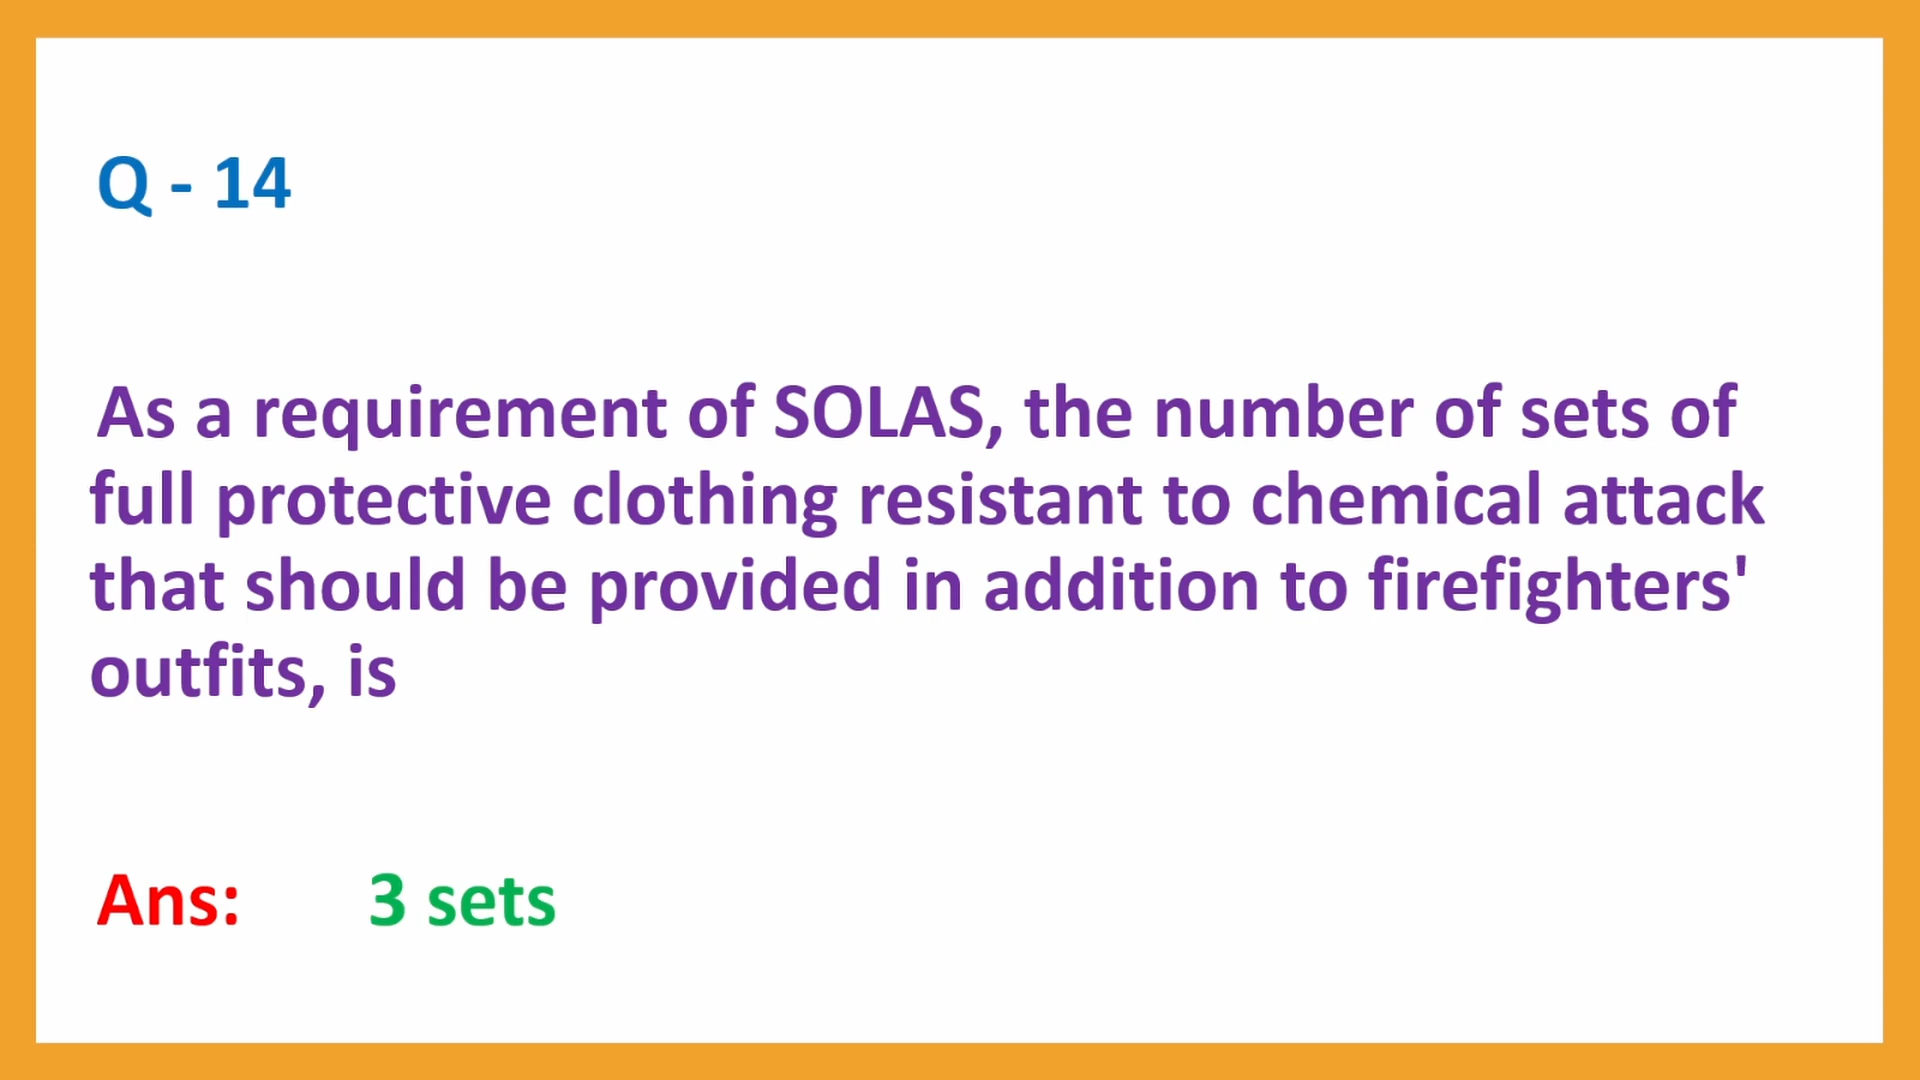 Q - 14
As a requirement of SOLAS, the number of sets of
full protective clothing resistant to chemical attack
that should be provided in addition to firefighters'
outfits, is
Ans: 3 sets